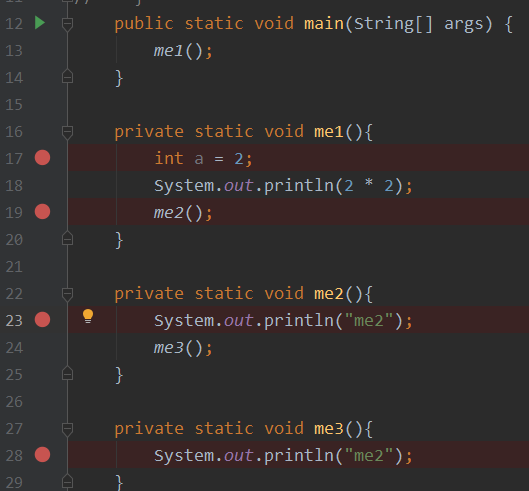 //
12 public static void main(String[] args) {
13 me1();
14 }
15
16 private static void me1(){
17 int a = 2;
18 System.out.println(2 * 2);
19 me2();
20 }
21
22 private static void me2(){
23 System.out.println("me2");
24 me3();
25 }
26
27 private static void me3(){
28 System.out.println("me2");
29 }